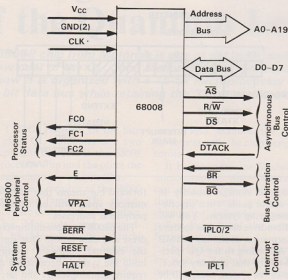 Vcc
GND(2)
CLK
68008
Address
Bus
A0-A19
Data Bus
D0-D7
AS
R/W
DS
DTACK
Asynchronous
Bus
Control
FC0
FC1
FC2
Processor
Status
E
VPA
M6800
Peripheral
Control
BR
BG
Bus Arbitration
Control
BERR
RESET
HALT
System
Control
IPL0/2
IPL1
Interrupt
Control